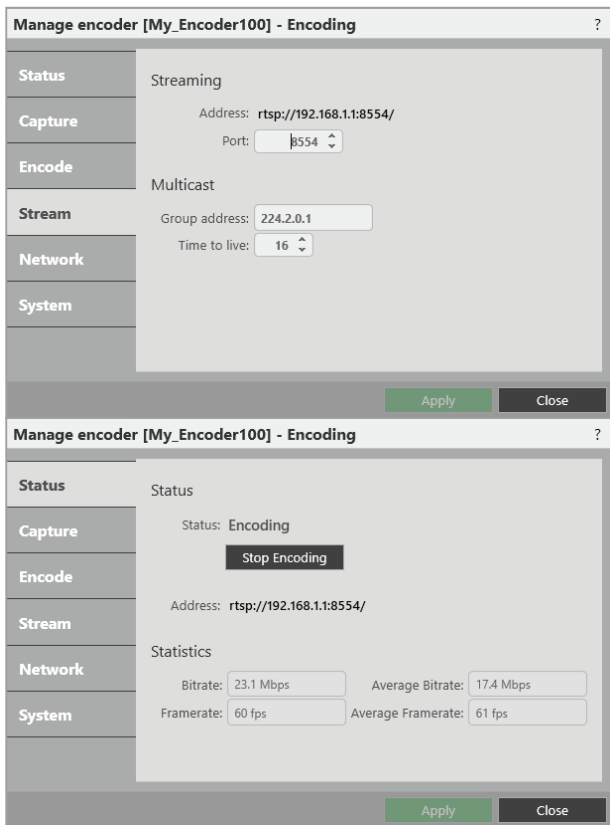 Manage encoder [My_Encoder100] - Encoding ?
Status
Capture
Encode
Stream
Network
System
Streaming
Address: rtsp://192.168.1.1:8554/
Port: 8554
Multicast
Group address: 224.2.0.1
Time to live: 16
Apply Close
Manage encoder [My_Encoder100] - Encoding ?
Status
Capture
Encode
Stream
Network
System
Status
Status: Encoding
Stop Encoding
Address: rtsp://192.168.1.1:8554/
Statistics
Bitrate: 23.1 Mbps Average Bitrate: 17.4 Mbps
Framerate: 60 fps Average Framerate: 61 fps
Apply Close